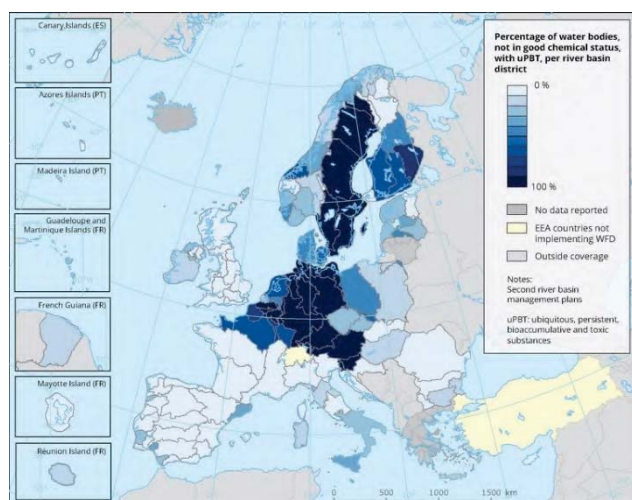 Canary Islands (ES)
Azores Islands (PT)
Madeira Island (PT)
Guadeloupe and
Martinique Islands (FR)
French Guiana (FR)
Mayotte Island (FR)
Réunion Island (FR)
Percentage of water bodies,
not in good chemical status,
with uPBT, per river basin
district
0 %
100 %
No data reported
EEA countries not
implementing WFD
Outside coverage
Notes:
Second river basin
management plans
uPBT: ubiquitous, persistent,
bioaccumulative and toxic
substances
0 500 1000 1500 km